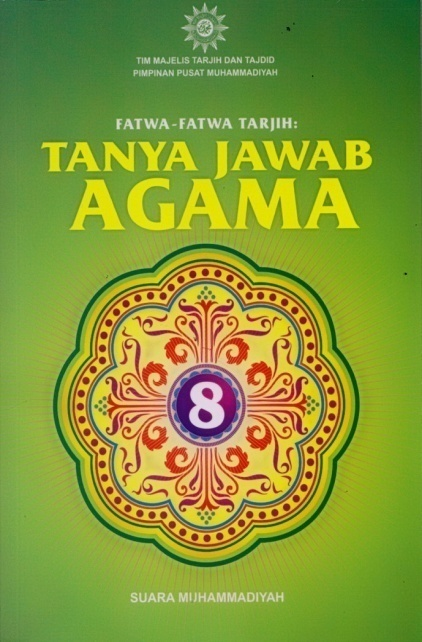 TIM MAJELIS TARJIH DAN TAJDID
PIMPINAN PUSAT MUHAMMADIYAH
FATWA-FATWA TARJIH:
TANYA JAWAB
AGAMA
8
SUARA MUHAMMADIYAH